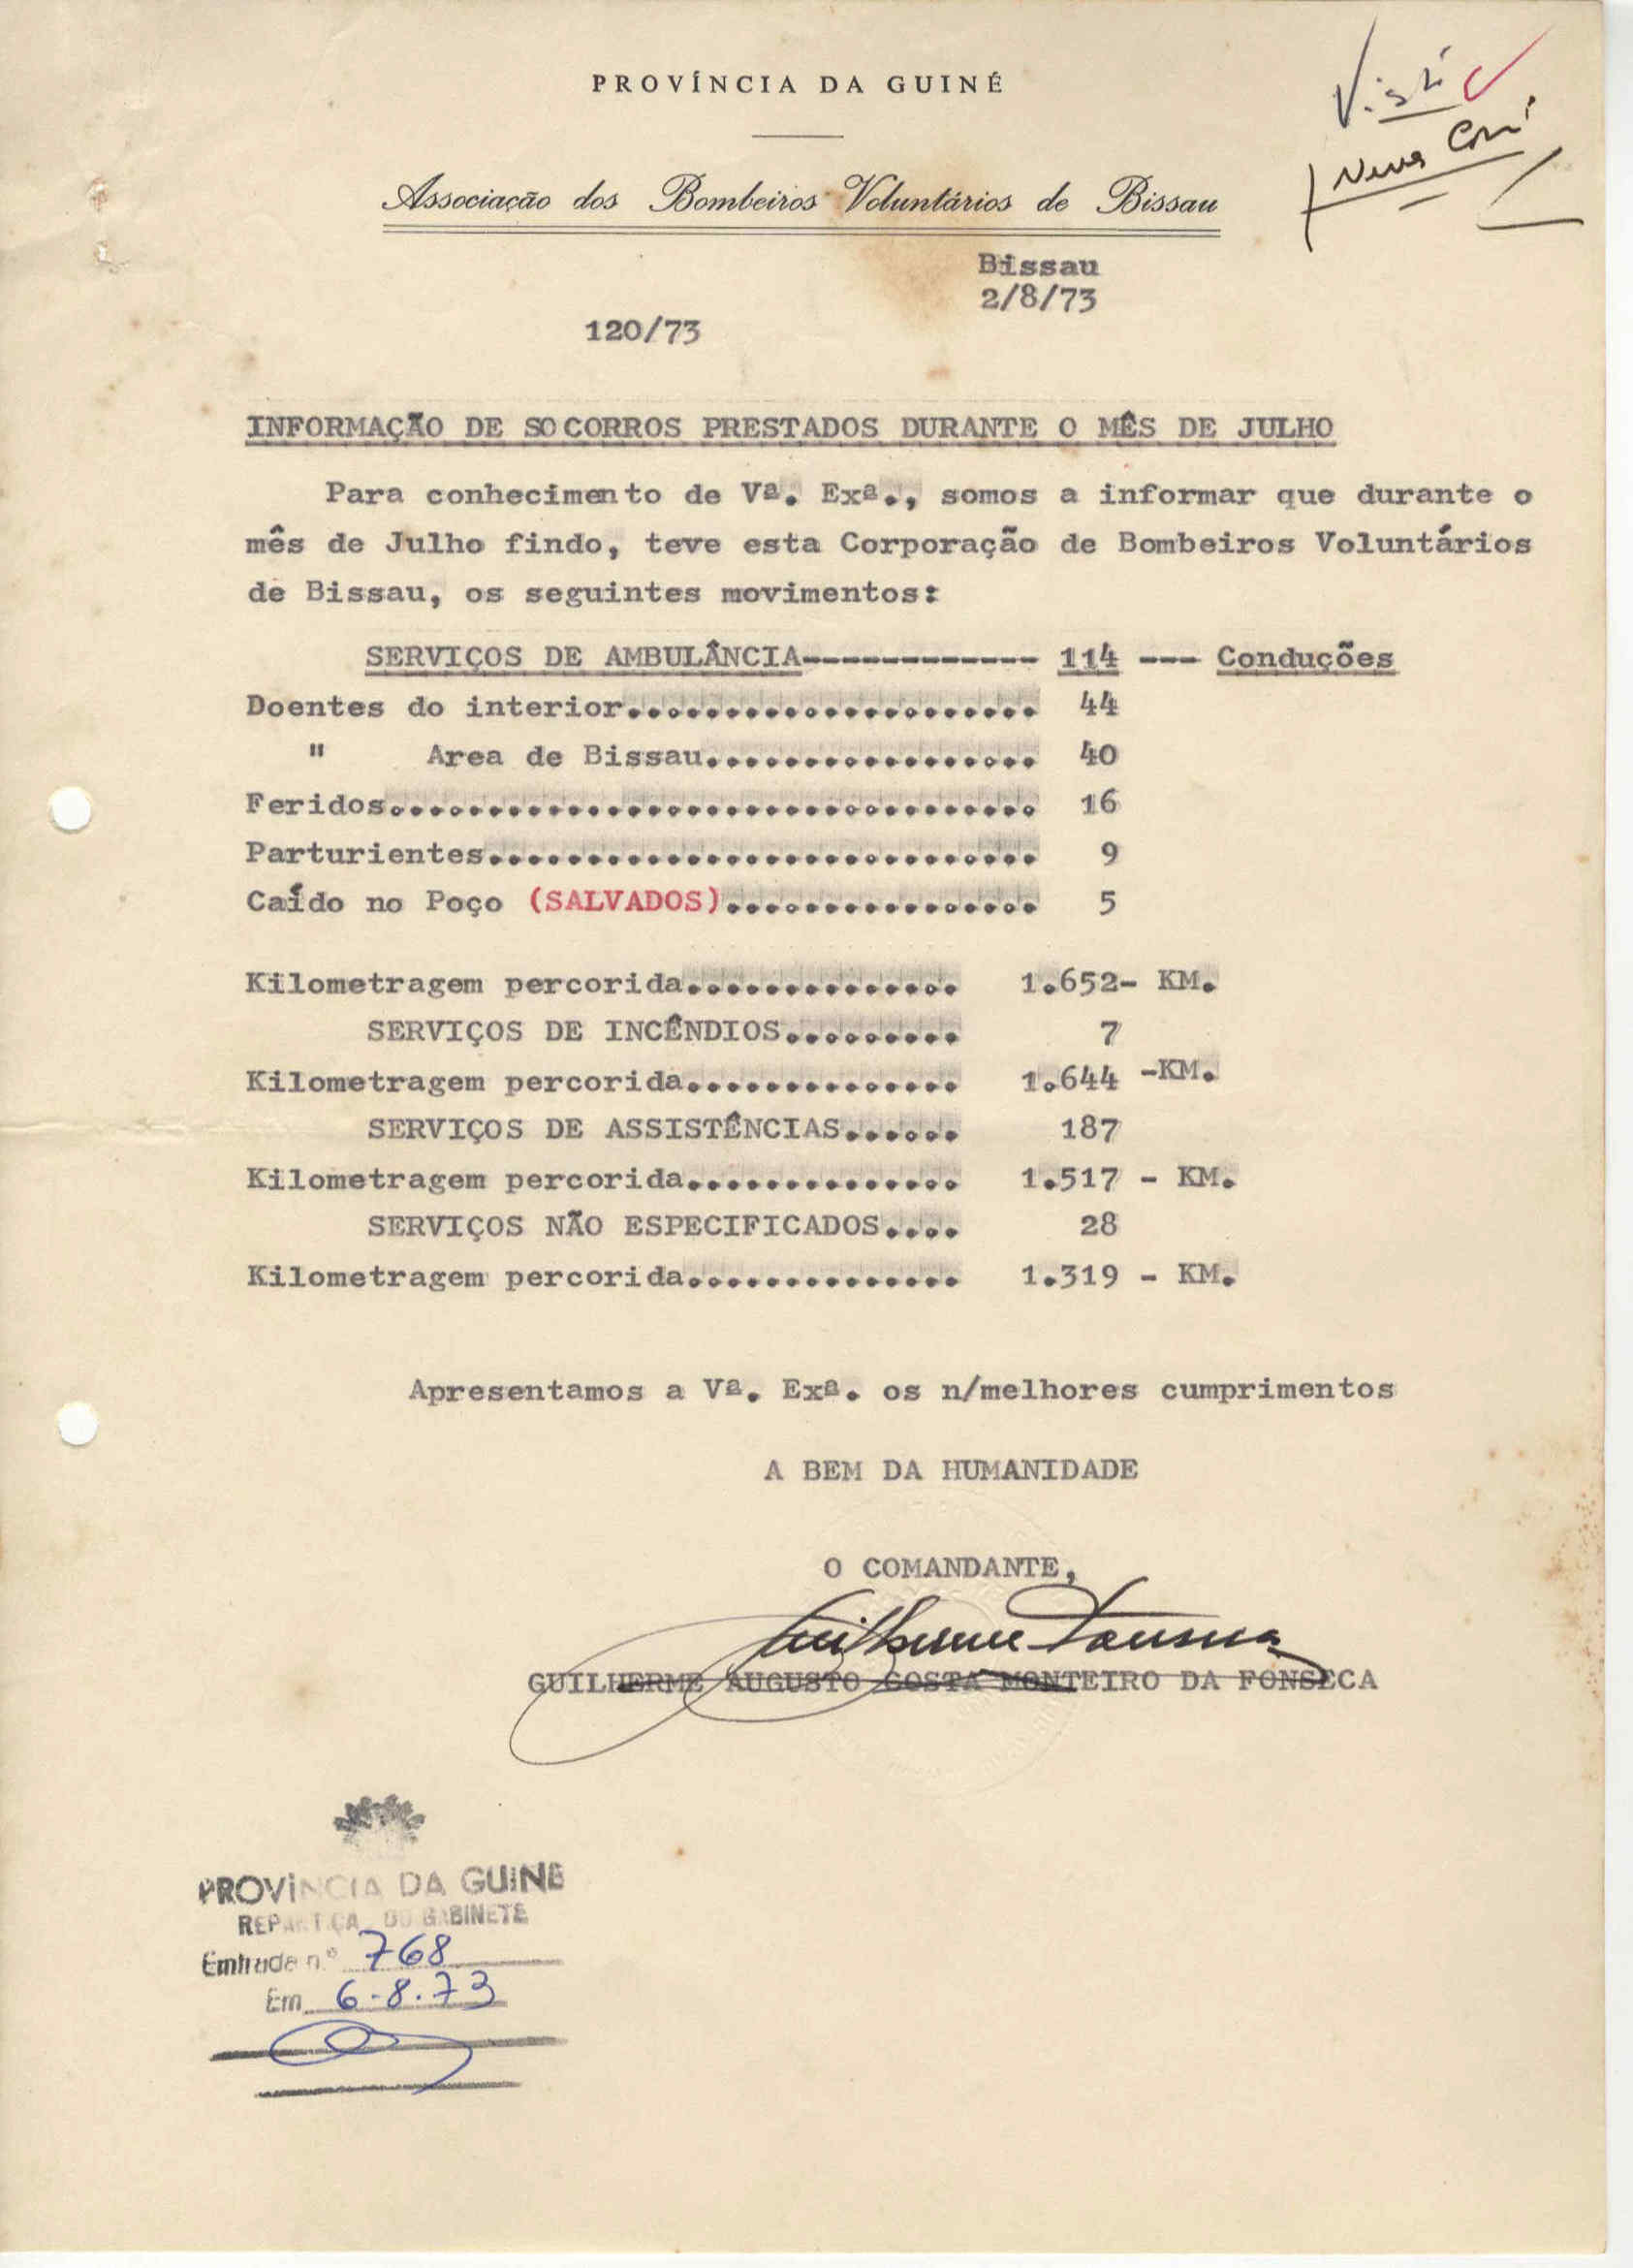 PROVÍNCIA DA GUINÉ
Visto
Associação dos Bombeiros Voluntários de Bissau
Bissau
2/8/73
120/73
INFORMAÇÃO DE SOCORROS PRESTADOS DURANTE O MÊS DE JULHO
Para conhecimento de Vª. Exª., somos a informar que durante o
mês de Julho findo, teve esta Corporação de Bombeiros Voluntários
de Bissau, os seguintes movimentos:
SERVIÇOS DE AMBULÂNCIA------------ 114 --- Conduções
Doentes do interior..................... 44
" Area de Bissau................. 40
Feridos................................. 16
Parturientes............................ 9
Caído no Poço (SALVADOS)................ 5
Kilometragem percorida.............. 1.652- KM.
SERVIÇOS DE INCÊNDIOS......... 7
Kilometragem percorida.............. 1.644 -KM.
SERVIÇOS DE ASSISTÊNCIAS...... 187
Kilometragem percorida.............. 1.517 - KM.
SERVIÇOS NÃO ESPECIFICADOS.... 28
Kilometragem percorida.............. 1.319 - KM.
Apresentamos a Vª. Exª. os n/melhores cumprimentos
A BEM DA HUMANIDADE
O COMANDANTE,
Guilherme Fonseca
GUILHERME AUGUSTO COSTA MONTEIRO DA FONSECA
PROVÍNCIA DA GUINÉ
REPARTIÇÃO DO GABINETE
Entrada n.º 768
Em 6-8.73